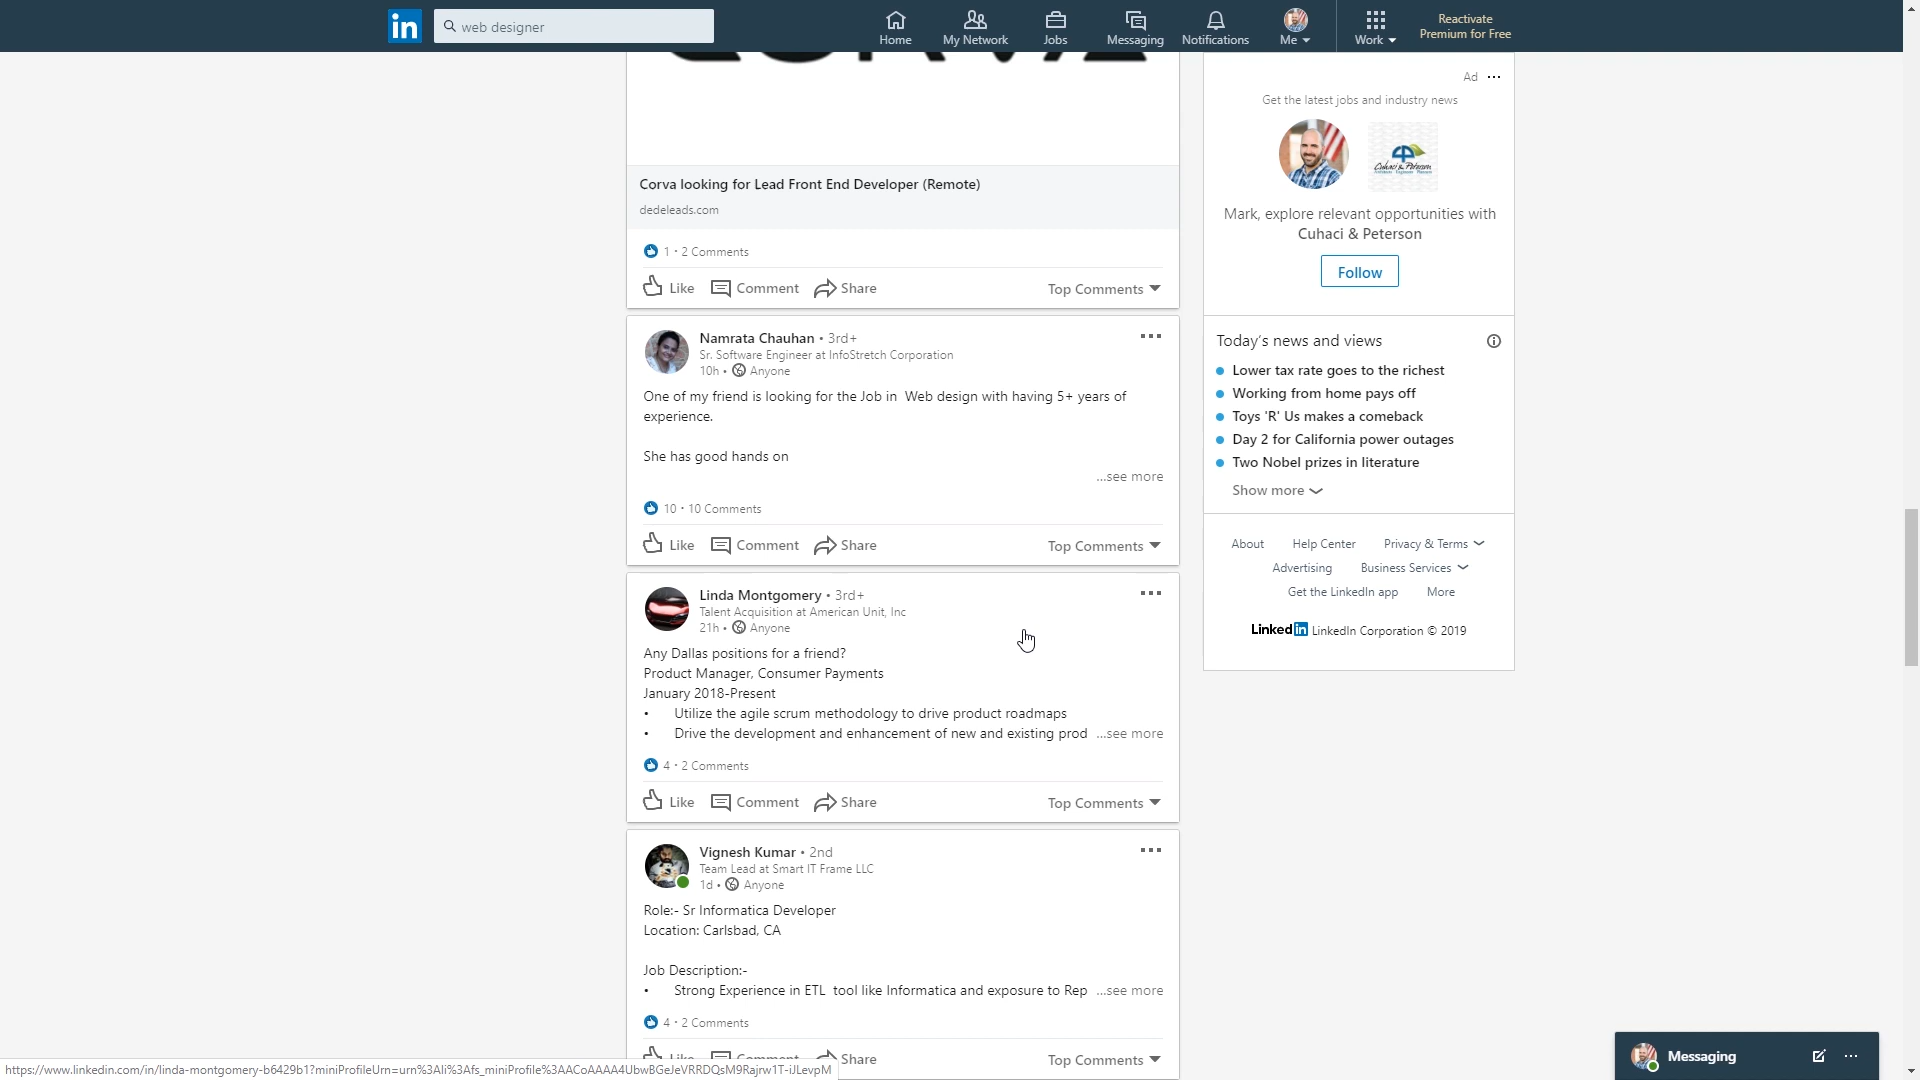 in
web designer
Home
My Network
Jobs
Messaging
Notifications
Me
Work
Reactivate
Premium for Free
Corva looking for Lead Front End Developer (Remote)
dedeleads.com
1 · 2 Comments
Like
Comment
Share
Top Comments
Namrata Chauhan • 3rd+
Sr. Software Engineer at InfoStretch Corporation
10h • Anyone
One of my friend is looking for the Job in Web design with having 5+ years of
experience.
She has good hands on
...see more
10 · 10 Comments
Like
Comment
Share
Top Comments
Linda Montgomery • 3rd+
Talent Acquisition at American Unit, Inc
21h • Anyone
Any Dallas positions for a friend?
Product Manager, Consumer Payments
January 2018-Present
• Utilize the agile scrum methodology to drive product roadmaps
• Drive the development and enhancement of new and existing prod ...see more
4 · 2 Comments
Like
Comment
Share
Top Comments
Vignesh Kumar • 2nd
Team Lead at Smart IT Frame LLC
1d • Anyone
Role:- Sr Informatica Developer
Location: Carlsbad, CA
Job Description:-
• Strong Experience in ETL tool like Informatica and exposure to Rep ...see more
4 · 2 Comments
Like
Comment
Share
Top Comments
Ad
Get the latest jobs and industry news
Cuhaci & Peterson
Mark, explore relevant opportunities with
Cuhaci & Peterson
Follow
Today's news and views
Lower tax rate goes to the richest
Working from home pays off
Toys 'R' Us makes a comeback
Day 2 for California power outages
Two Nobel prizes in literature
Show more
About
Help Center
Privacy & Terms
Advertising
Business Services
Get the LinkedIn app
More
Linkedin LinkedIn Corporation © 2019
Messaging
https://www.linkedin.com/in/linda-montgomery-b6429b1?miniProfileUrn=urn%3Ali%3Afs_miniProfile%3AACoAAAA4UbwBGeJeVRRDQsM9Rajrw1T-iJLevpM